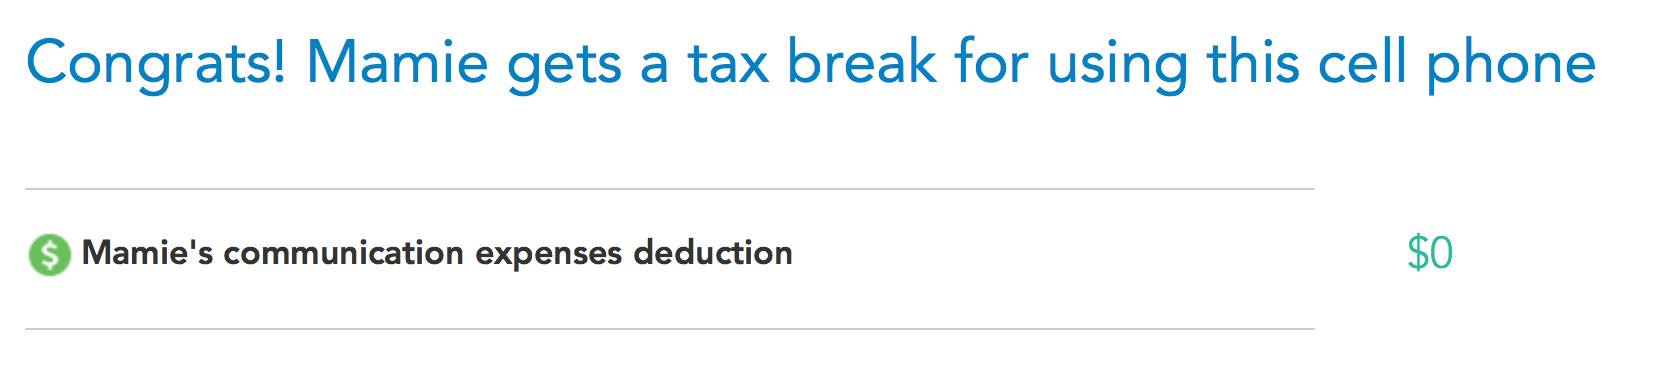 Congrats! Mamie gets a tax break for using this cell phone
$ Mamie's communication expenses deduction $0